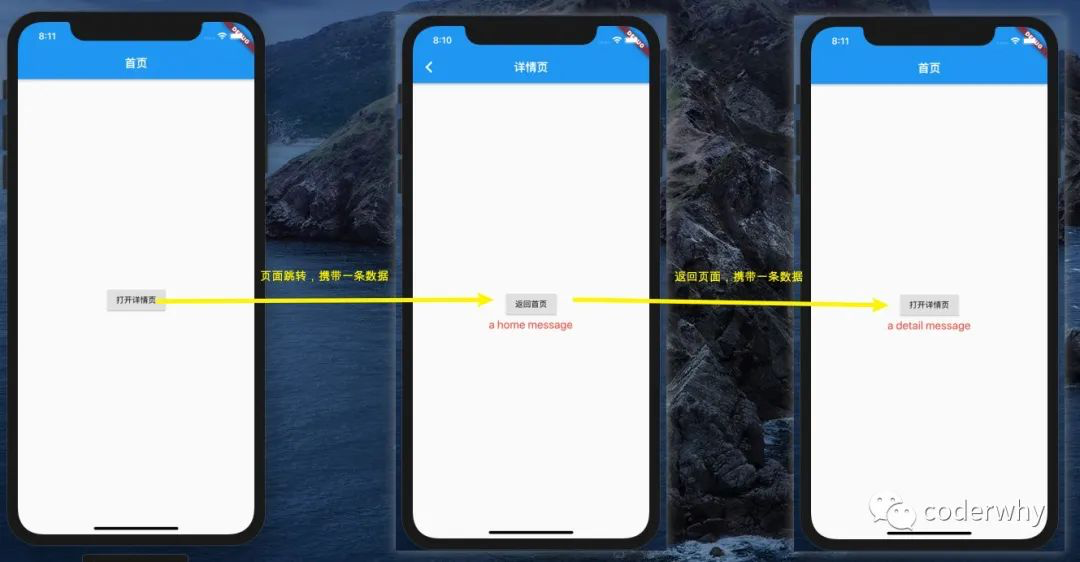 8:11
DEBUG
首页
打开详情页
页面跳转，携带一条数据
8:10
DEBUG
详情页
返回首页
a home message
返回页面，携带一条数据
8:11
DEBUG
首页
打开详情页
a detail message
coderwhy